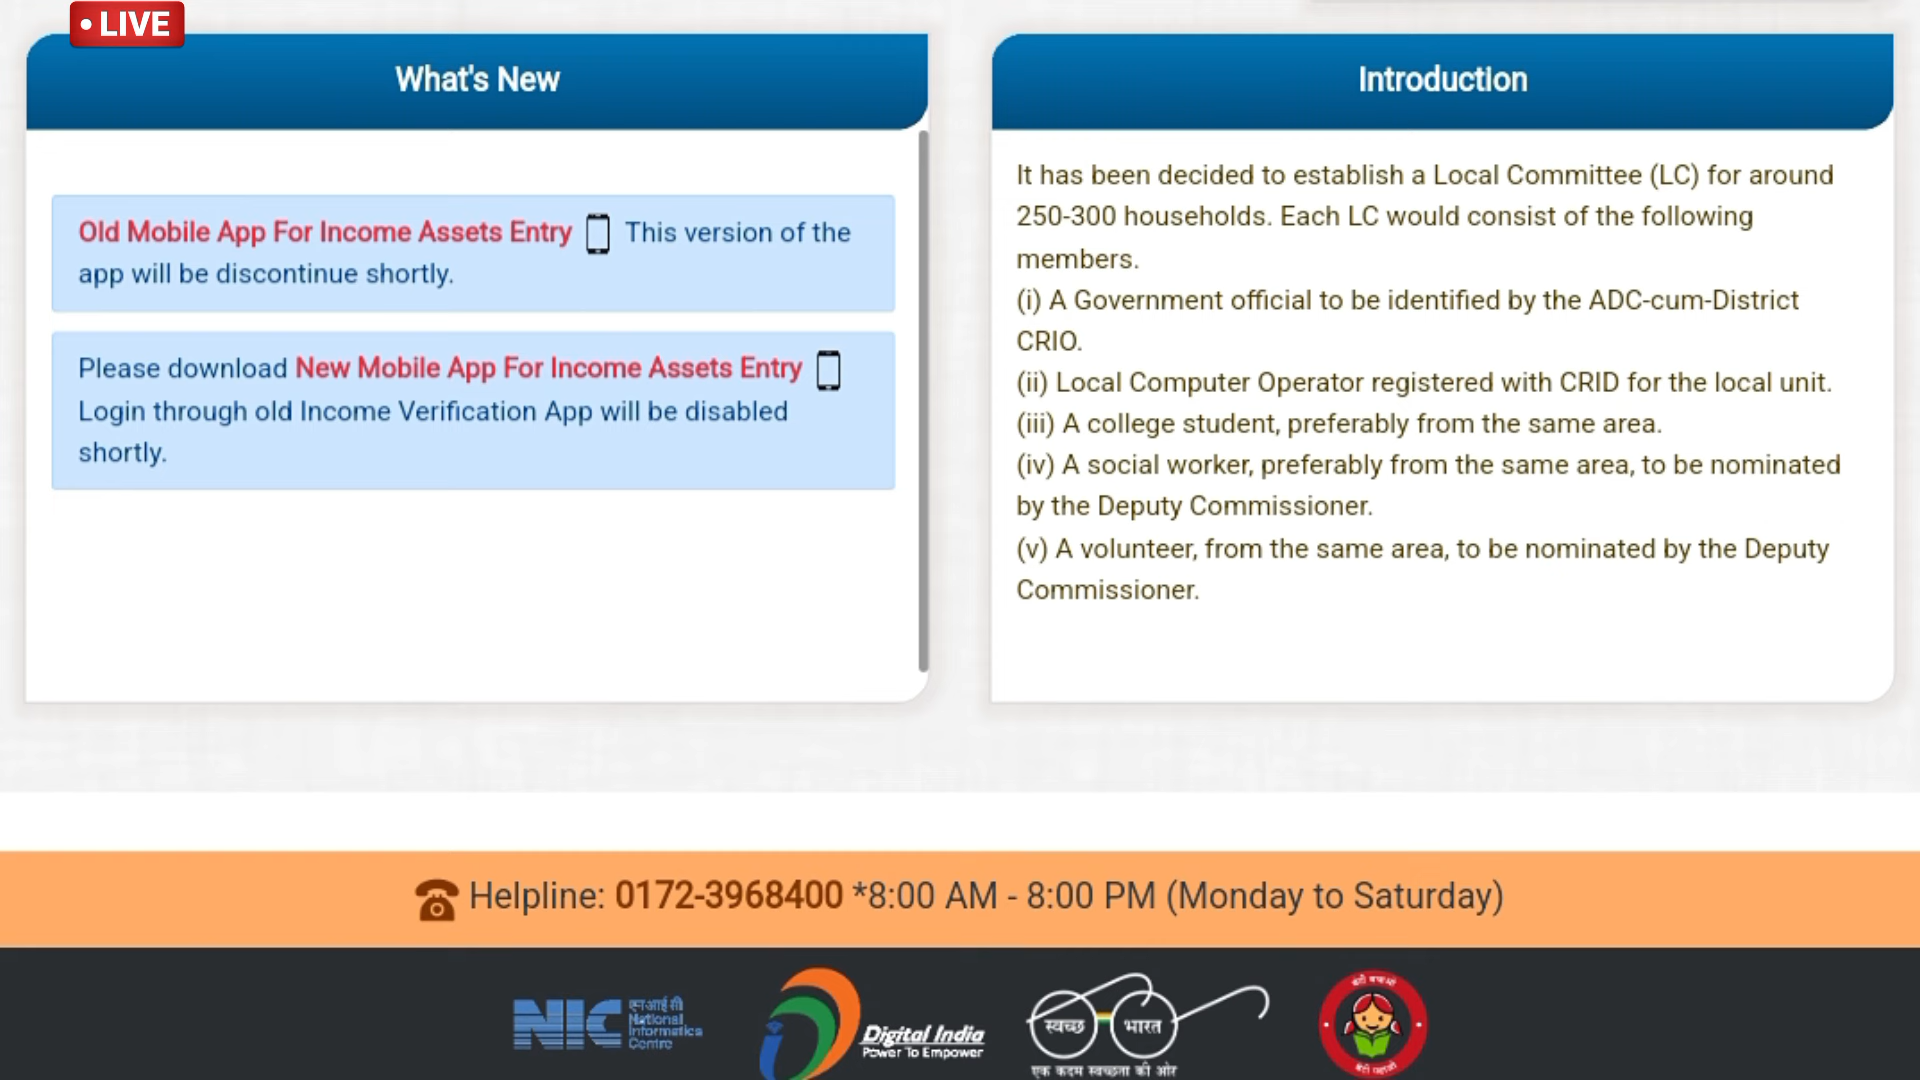 LIVE
What's New
Old Mobile App For Income Assets Entry This version of the
app will be discontinue shortly.
Please download New Mobile App For Income Assets Entry
Login through old Income Verification App will be disabled
shortly.
Introduction
It has been decided to establish a Local Committee (LC) for around
250-300 households. Each LC would consist of the following
members.
(i) A Government official to be identified by the ADC-cum-District
CRIO.
(ii) Local Computer Operator registered with CRID for the local unit.
(iii) A college student, preferably from the same area.
(iv) A social worker, preferably from the same area, to be nominated
by the Deputy Commissioner.
(v) A volunteer, from the same area, to be nominated by the Deputy
Commissioner.
Helpline: 0172-3968400 *8:00 AM - 8:00 PM (Monday to Saturday)
NIC
एनआईसी
National
Informatics
Centre
Digital India
Power To Empower
स्वच्छ भारत
एक कदम स्वच्छता की ओर
बेटी बचाओ
बेटी पढ़ाओ